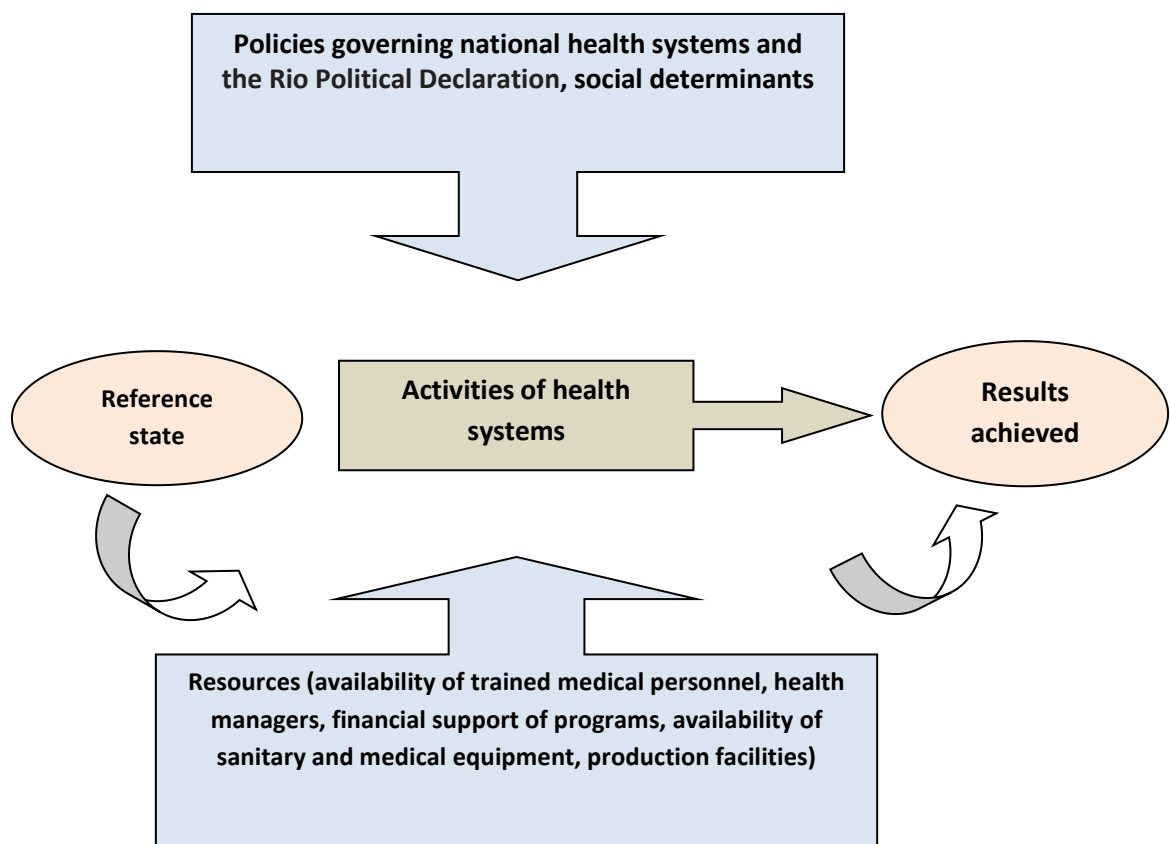 Policies governing national health systems and
the Rio Political Declaration, social determinants
Reference
state
Activities of health
systems
Results
achieved
Resources (availability of trained medical personnel, health
managers, financial support of programs, availability of
sanitary and medical equipment, production facilities)